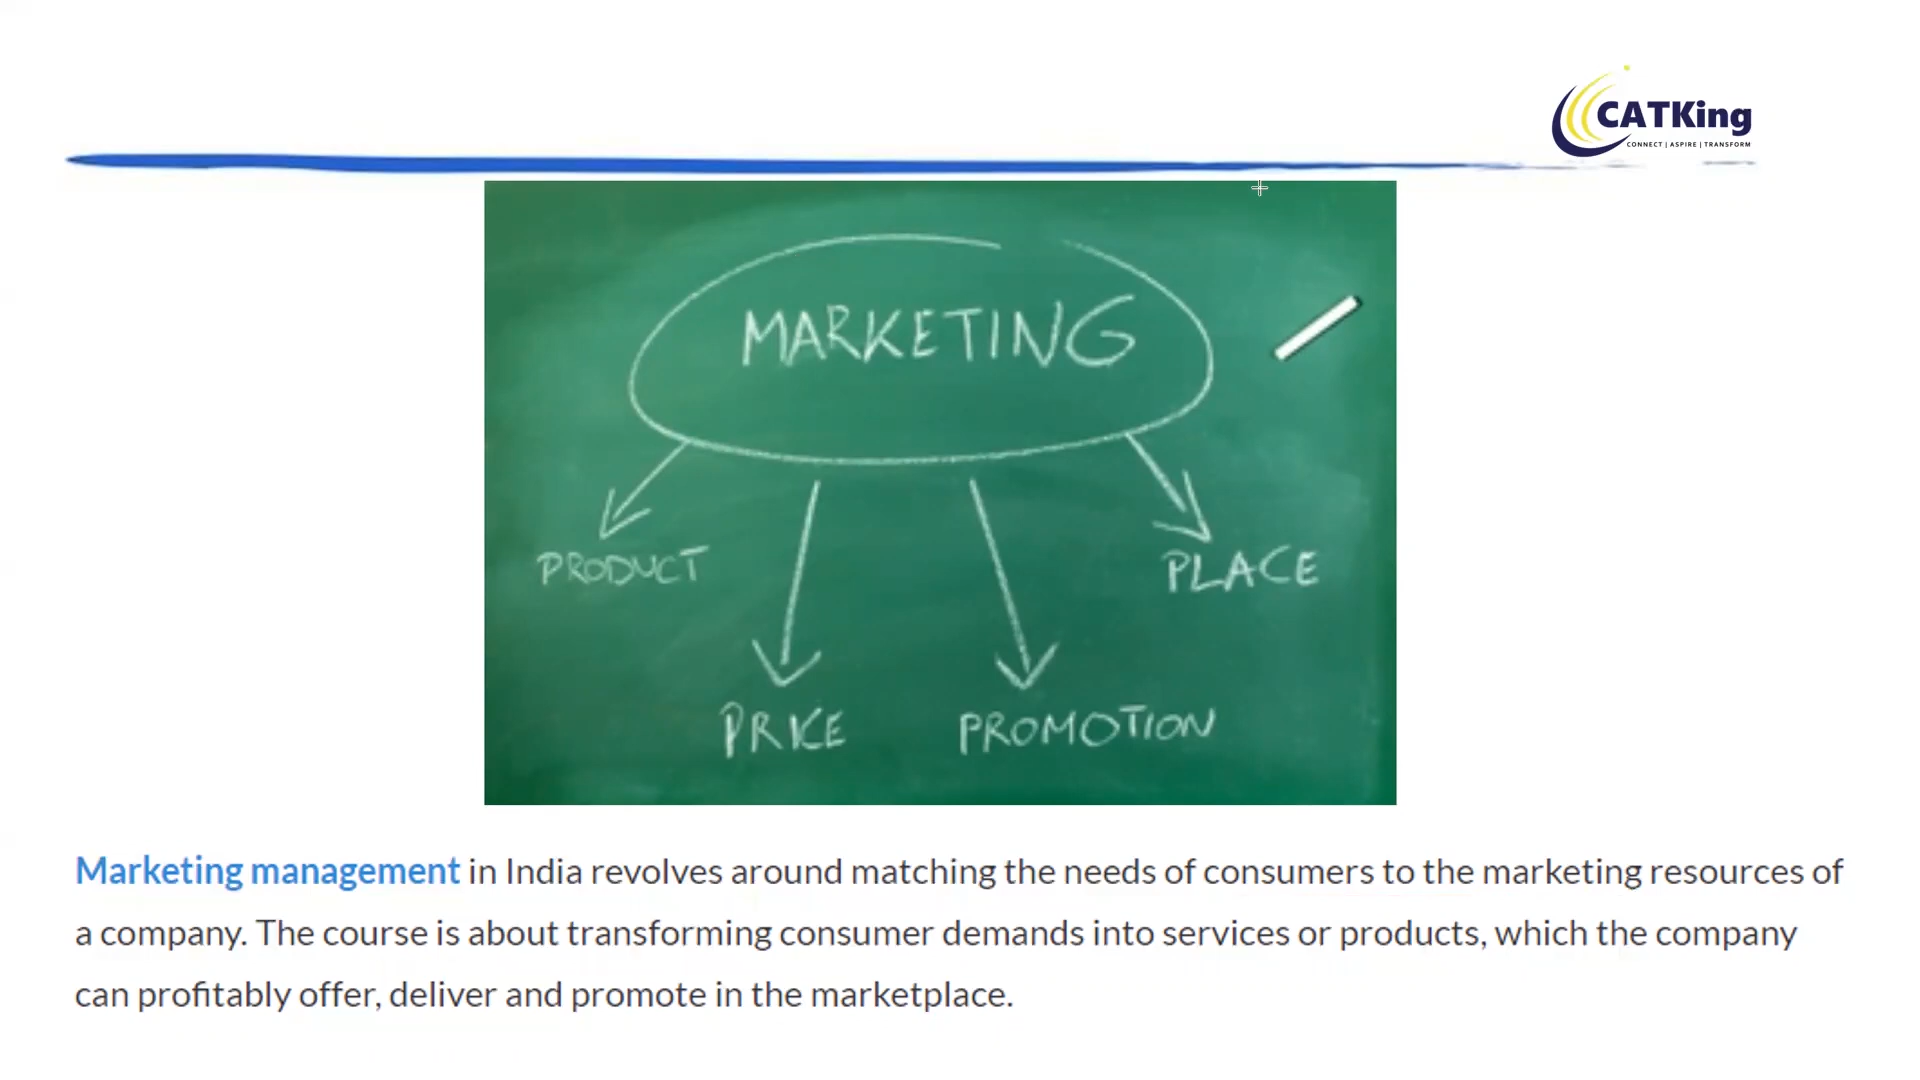 CATKing
CONNECT | ASPIRE | TRANSFORM
MARKETING
PRODUCT
PLACE
PRICE
PROMOTION
Marketing management in India revolves around matching the needs of consumers to the marketing resources of
a company. The course is about transforming consumer demands into services or products, which the company
can profitably offer, deliver and promote in the marketplace.